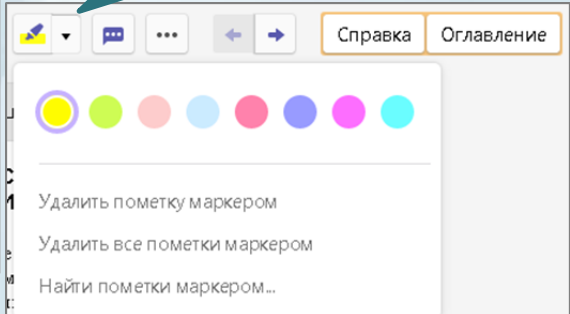 Справка Оглавление
Удалить пометку маркером
Удалить все пометки маркером
Найти пометки маркером...